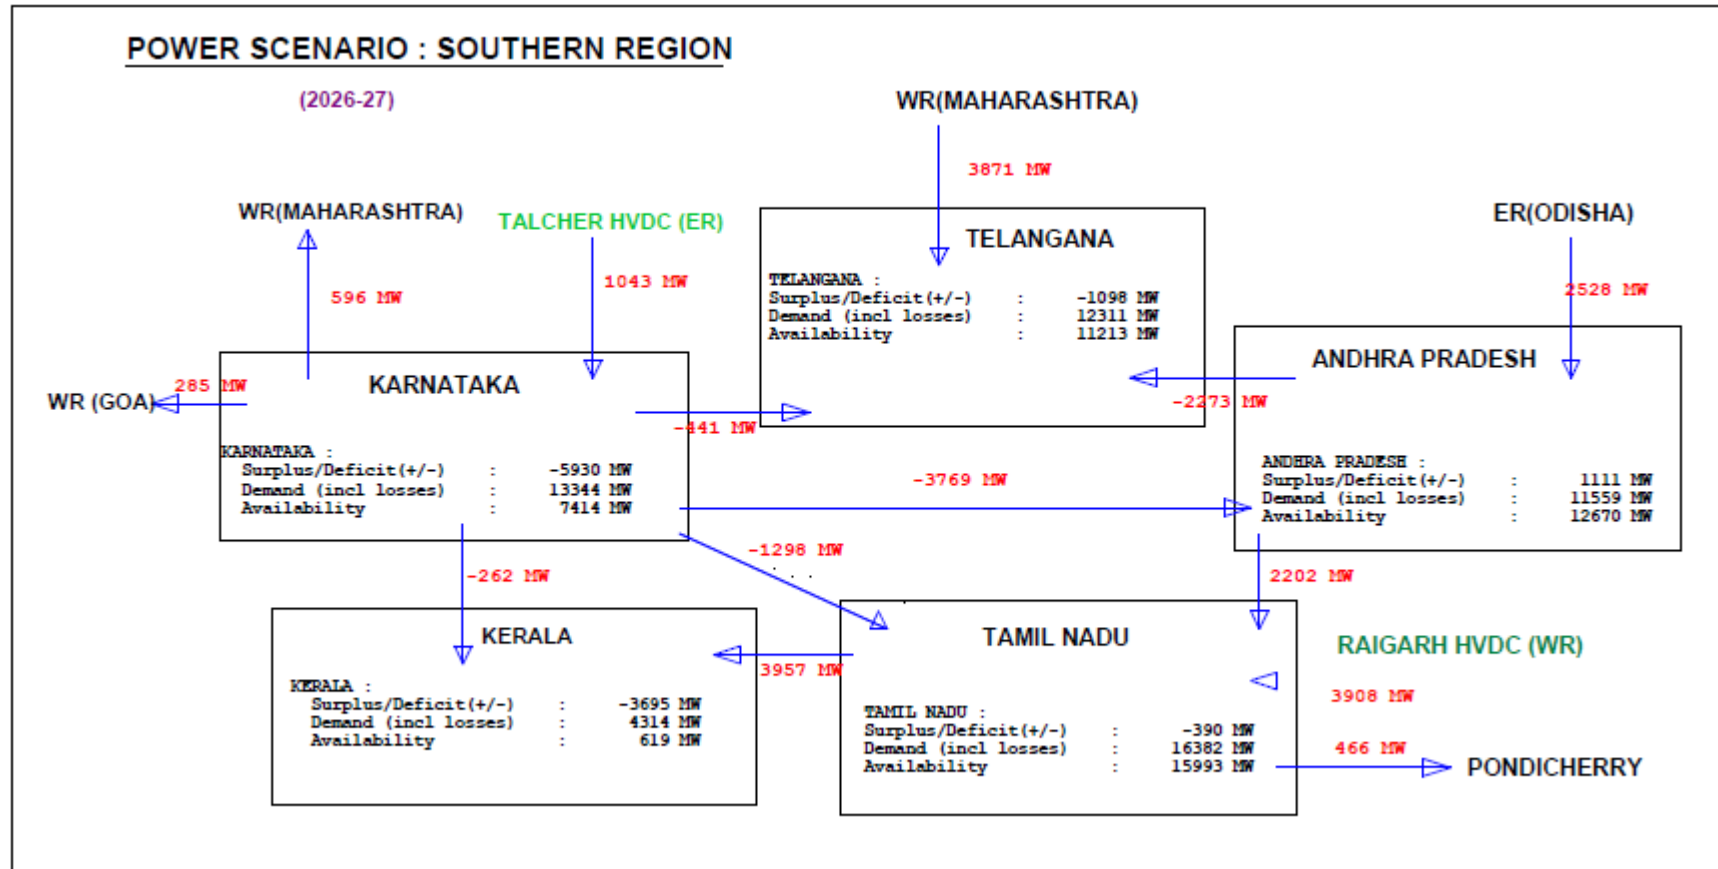 POWER SCENARIO : SOUTHERN REGION
(2026-27)
WR(MAHARASHTRA)
3871 MW
WR(MAHARASHTRA)
TALCHER HVDC (ER)
ER(ODISHA)
596 MW
1043 MW
2528 MW
TELANGANA
TELANGANA :
Surplus/Deficit(+/-) : -1098 MW
Demand (incl losses) : 12311 MW
Availability : 11213 MW
WR (GOA)
285 MW
KARNATAKA
KARNATAKA :
Surplus/Deficit(+/-) : -5930 MW
Demand (incl losses) : 13344 MW
Availability : 7414 MW
-441 MW
-2273 MW
ANDHRA PRADESH
ANDHRA PRADESH :
Surplus/Deficit(+/-) : 1111 MW
Demand (incl losses) : 11559 MW
Availability : 12670 MW
-3769 MW
-1298 MW
-262 MW
2202 MW
KERALA
KERALA :
Surplus/Deficit(+/-) : -3695 MW
Demand (incl losses) : 4314 MW
Availability : 619 MW
3957 MW
TAMIL NADU
TAMIL NADU :
Surplus/Deficit(+/-) : -390 MW
Demand (incl losses) : 16382 MW
Availability : 15993 MW
RAIGARH HVDC (WR)
3908 MW
466 MW
PONDICHERRY